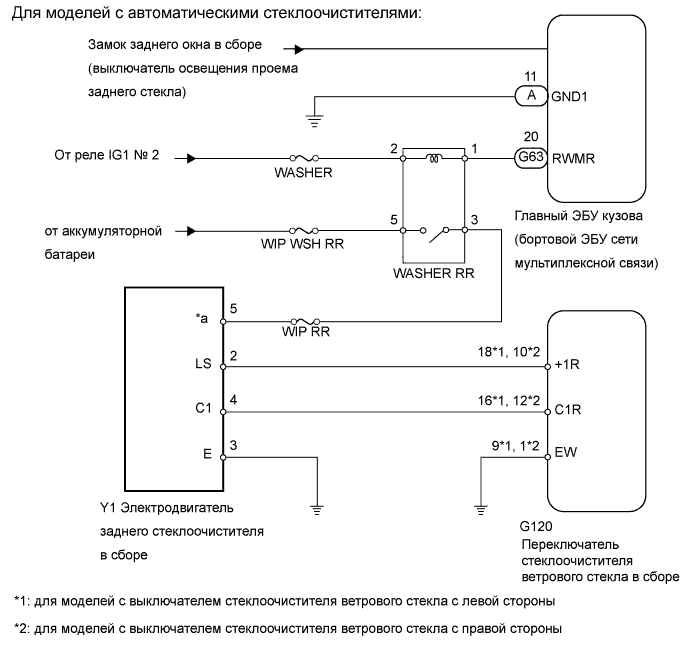 Для моделей с автоматическими стеклоочистителями:
Замок заднего окна в сборе
(выключатель освещения проема
заднего стекла)
11
A
GND1
20
От реле IG1 № 2
WASHER
2
1
G63
RWMR
Главный ЭБУ кузова
(бортовой ЭБУ сети
мультиплексной связи)
от аккумуляторной
батареи
WIP WSH RR
5
3
WASHER RR
*a
5
WIP RR
LS
2
18*1, 10*2
+1R
C1
4
16*1, 12*2
C1R
E
3
9*1, 1*2
EW
Y1 Электродвигатель
заднего стеклоочистителя
в сборе
G120
Переключатель
стеклоочистителя
ветрового стекла в сборе
*1: для моделей с выключателем стеклоочистителя ветрового стекла с левой стороны
*2: для моделей с выключателем стеклоочистителя ветрового стекла с правой стороны